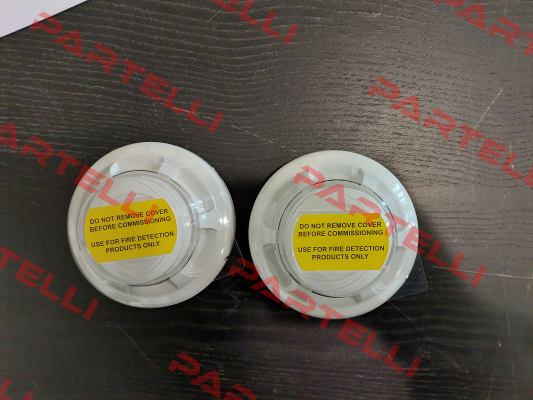 PARTELLI
PARTELLI
PARTELLI
DO NOT REMOVE COVER
BEFORE COMMISSIONING
USE FOR FIRE DETECTION
PRODUCTS ONLY
DO NOT REMOVE COVER
BEFORE COMMISSIONING
USE FOR FIRE DETECTION
PRODUCTS ONLY
PARTELLI
PARTELLI
PARTELLI
PARTELLI